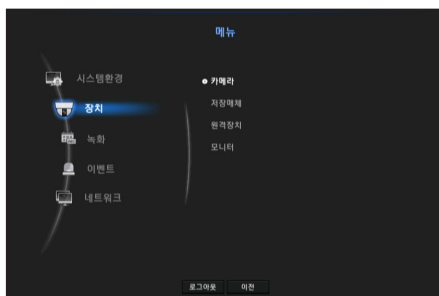 메뉴
시스템환경
장치
녹화
이벤트
네트워크
카메라
저장매체
원격장치
모니터
로그아웃 이전